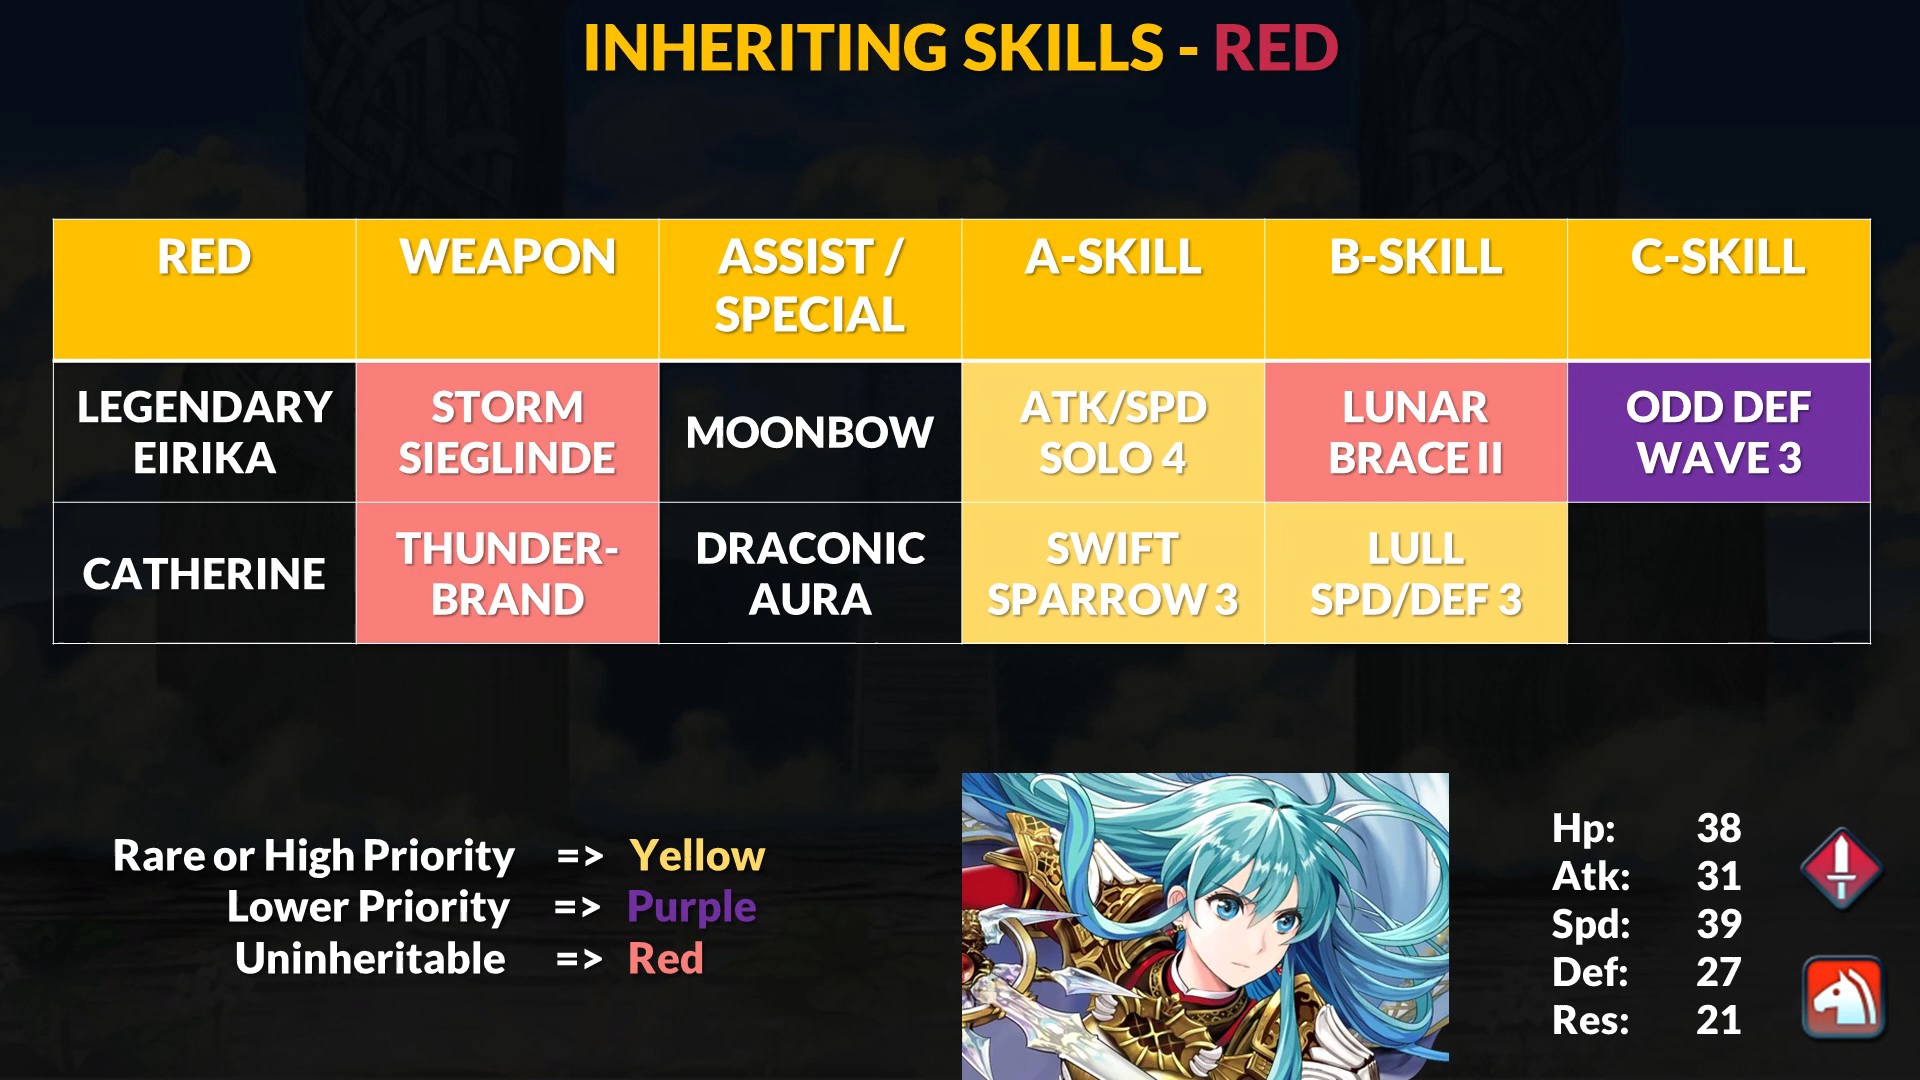 INHERITING SKILLS - RED
RED
WEAPON
ASSIST /
SPECIAL
A-SKILL
B-SKILL
C-SKILL
LEGENDARY
EIRIKA
STORM
SIEGLINDE
MOONBOW
ATK/SPD
SOLO 4
LUNAR
BRACE II
ODD DEF
WAVE 3
CATHERINE
THUNDER-
BRAND
DRACONIC
AURA
SWIFT
SPARROW 3
LULL
SPD/DEF 3
Rare or High Priority => Yellow
Lower Priority => Purple
Uninheritable => Red
Hp: 38
Atk: 31
Spd: 39
Def: 27
Res: 21